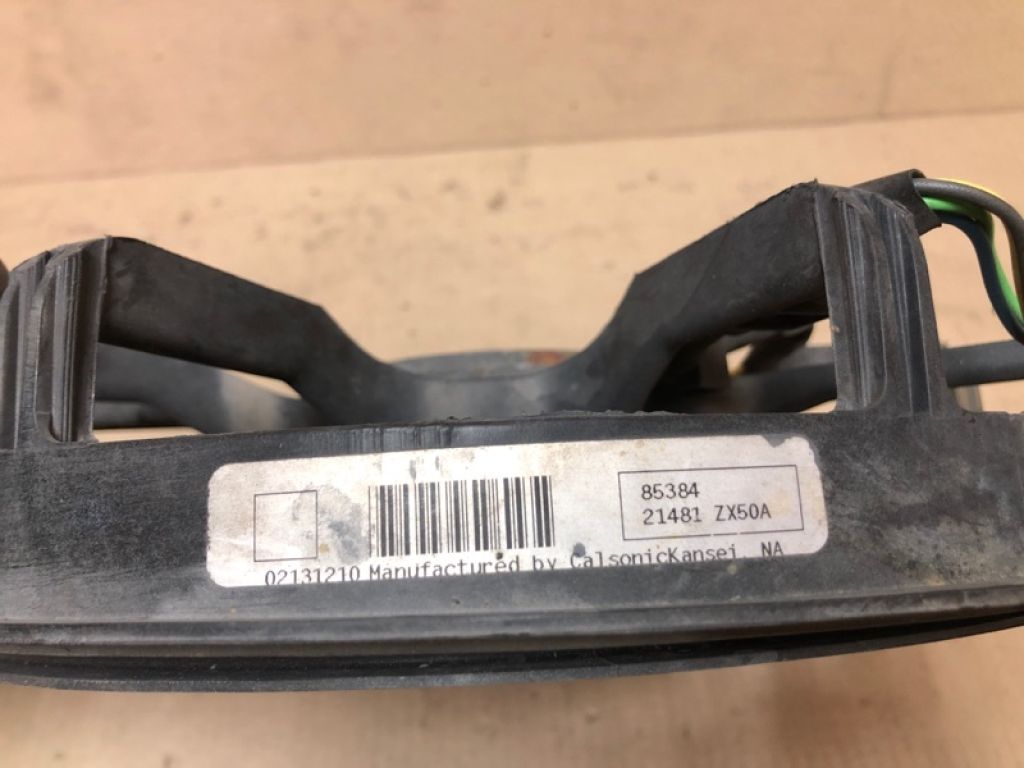 85384
21481 ZX50A
02131210 Manufactured by CalsonicKansei, NA